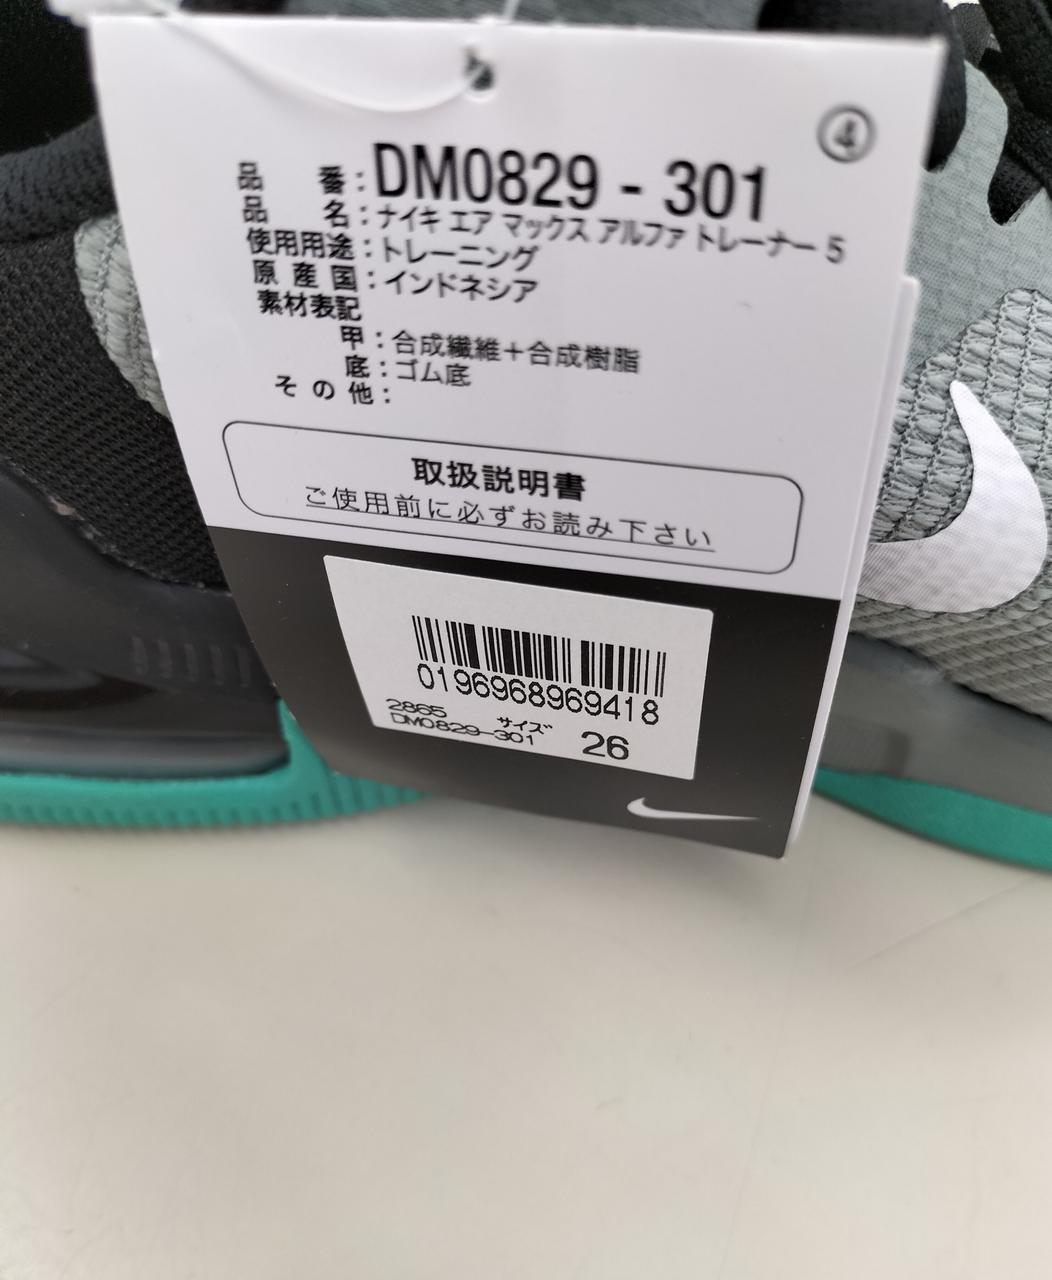 ④
品番：DM0829 - 301
品名：ナイキ エア マックス アルファ トレーナー 5
使用用途：トレーニング
原産国：インドネシア
素材表記
甲：合成繊維＋合成樹脂
底：ゴム底
その他：
取扱説明書
ご使用前に必ずお読み下さい
0196968969418
2865
DM0829-301 サイズ 26